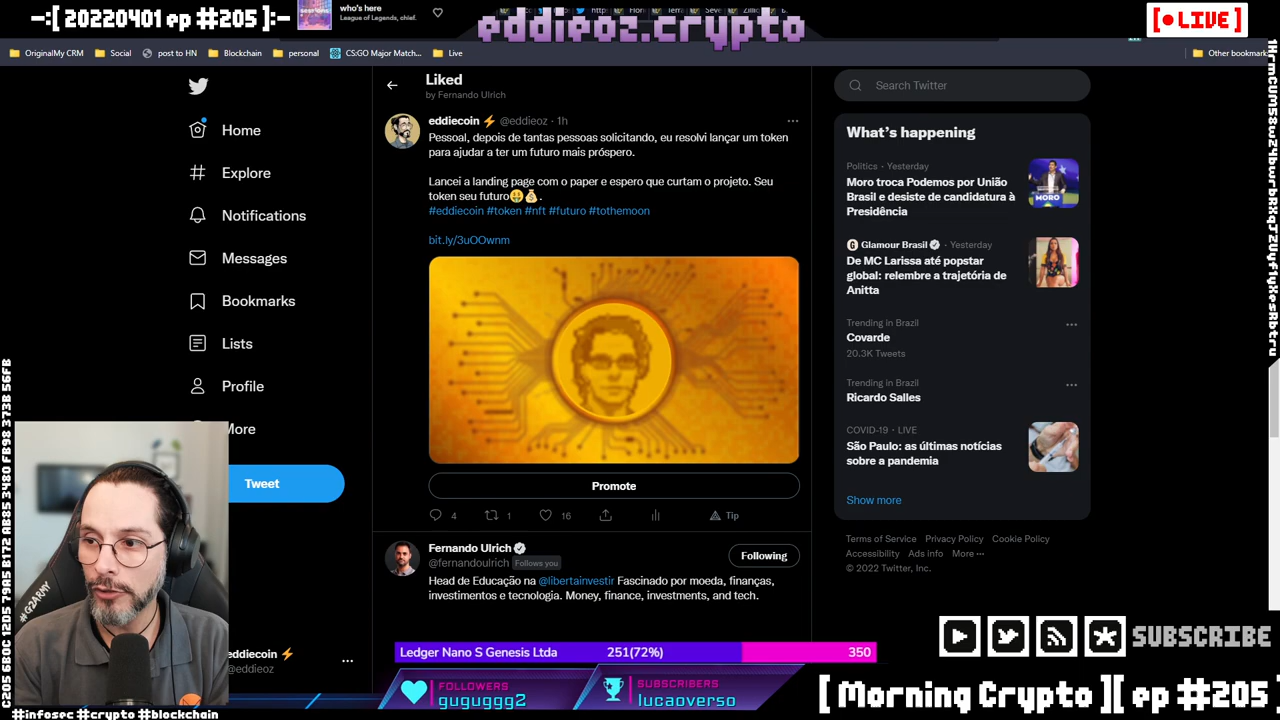 -:[ 20220401 ep #205 ]:-
who's here
League of Legends, chief.
eddieoz.crypto
[● LIVE ]
OriginalMy CRM
Social
post to HN
Blockchain
personal
CS:GO Major Match...
Live
Other bookmark
Home
Explore
Notifications
Messages
Bookmarks
Lists
Profile
More
Tweet
eddiecoin ⚡
@eddieoz
Liked
by Fernando Ulrich
eddiecoin ⚡ @eddieoz · 1h
Pessoal, depois de tantas pessoas solicitando, eu resolvi lançar um token
para ajudar a ter um futuro mais próspero.
Lancei a landing page com o paper e espero que curtam o projeto. Seu
token seu futuro🤑💰.
#eddiecoin #token #nft #futuro #tothemoon
bit.ly/3uOOwnm
Promote
4
1
16
Tip
Fernando Ulrich
@fernandoulrich Follows you
Following
Head de Educação na @libertainvestir Fascinado por moeda, finanças,
investimentos e tecnologia. Money, finance, investments, and tech.
Search Twitter
What's happening
Politics · Yesterday
Moro troca Podemos por União
Brasil e desiste de candidatura à
Presidência
Glamour Brasil · Yesterday
De MC Larissa até popstar
global: relembre a trajetória de
Anitta
Trending in Brazil
Covarde
20.3K Tweets
Trending in Brazil
Ricardo Salles
COVID-19 · LIVE
São Paulo: as últimas notícias
sobre a pandemia
Show more
Terms of Service Privacy Policy Cookie Policy
Accessibility Ads info More ···
© 2022 Twitter, Inc.
Ledger Nano S Genesis Ltda 251(72%) 350
FOLLOWERS
guguggg2
SUBSCRIBERS
lucaoverso
SUBSCRIBE
[ Morning Crypto ][ ep #205 ]
#infosec #crypto #blockchain